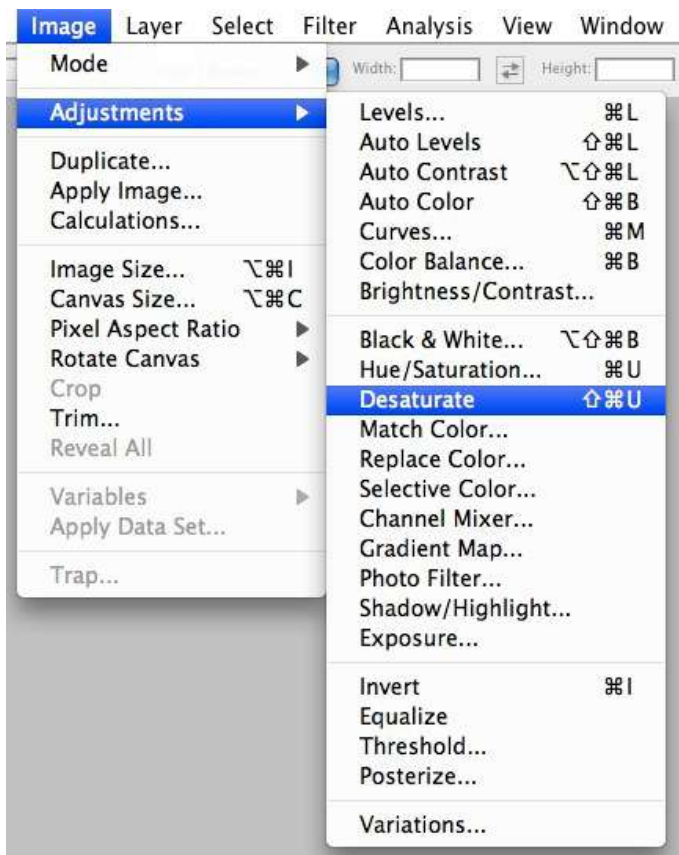 Image Layer Select Filter Analysis View Window
Width: Height:
Mode
Adjustments
Duplicate...
Apply Image...
Calculations...
Image Size... ⌥⌘I
Canvas Size... ⌥⌘C
Pixel Aspect Ratio
Rotate Canvas
Crop
Trim...
Reveal All
Variables
Apply Data Set...
Trap...
Levels... ⌘L
Auto Levels ⇧⌘L
Auto Contrast ⌥⇧⌘L
Auto Color ⇧⌘B
Curves... ⌘M
Color Balance... ⌘B
Brightness/Contrast...
Black & White... ⌥⇧⌘B
Hue/Saturation... ⌘U
Desaturate ⇧⌘U
Match Color...
Replace Color...
Selective Color...
Channel Mixer...
Gradient Map...
Photo Filter...
Shadow/Highlight...
Exposure...
Invert ⌘I
Equalize
Threshold...
Posterize...
Variations...